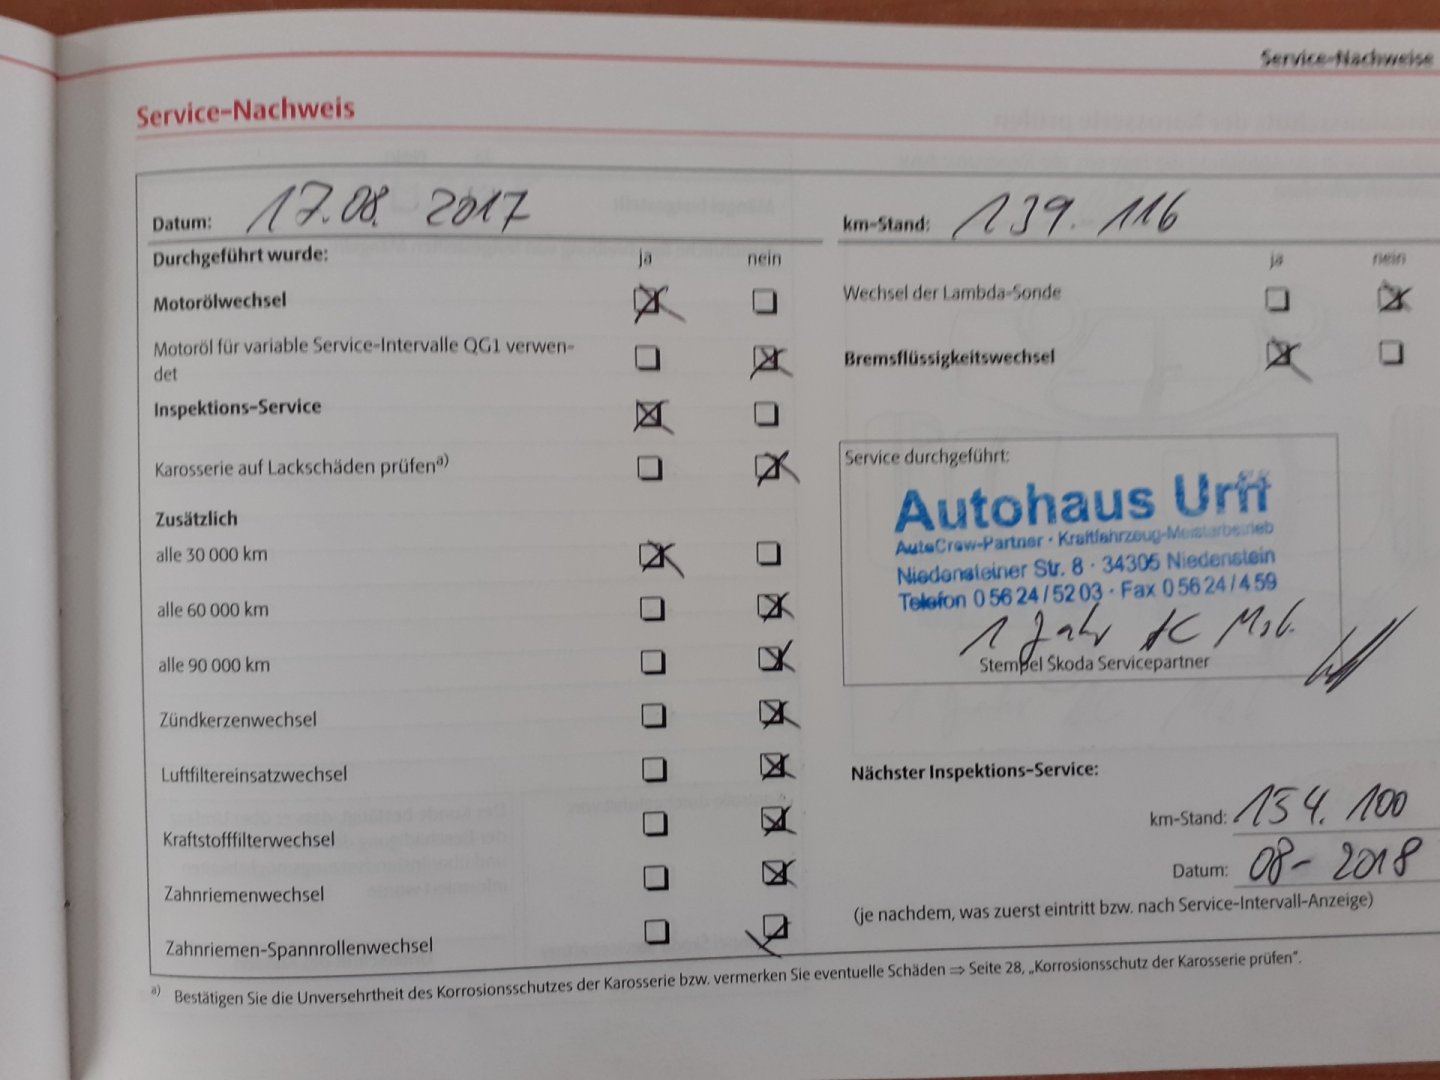 Service-Nachweise
Service-Nachweis
Datum: 17.08. 2017
km-Stand: 139.116
Durchgeführt wurde: ja nein
ja nein
Motorölwechsel
Wechsel der Lambda-Sonde
Motoröl für variable Service-Intervalle QG1 verwen-
det
Bremsflüssigkeitswechsel
Inspektions-Service
Karosserie auf Lackschäden prüfen a)
Zusätzlich
alle 30 000 km
alle 60 000 km
alle 90 000 km
Zündkerzenwechsel
Luftfiltereinsatzwechsel
Kraftstofffilterwechsel
Zahnriemenwechsel
Zahnriemen-Spannrollenwechsel
Service durchgeführt:
Autohaus Urff
AutoCrew-Partner · Kraftfahrzeug-Meisterbetrieb
Niedensteiner Str. 8 · 34305 Niedenstein
Telefon 0 56 24 / 52 03 · Fax 0 56 24 / 4 59
1 Jahr AC Mob.
Stempel Skoda Servicepartner
Nächster Inspektions-Service:
km-Stand: 154.100
Datum: 08-2018
(je nachdem, was zuerst eintritt bzw. nach Service-Intervall-Anzeige)
a) Bestätigen Sie die Unversehrtheit des Korrosionsschutzes der Karosserie bzw. vermerken Sie eventuelle Schäden ⇒ Seite 28, „Korrosionsschutz der Karosserie prüfen“.